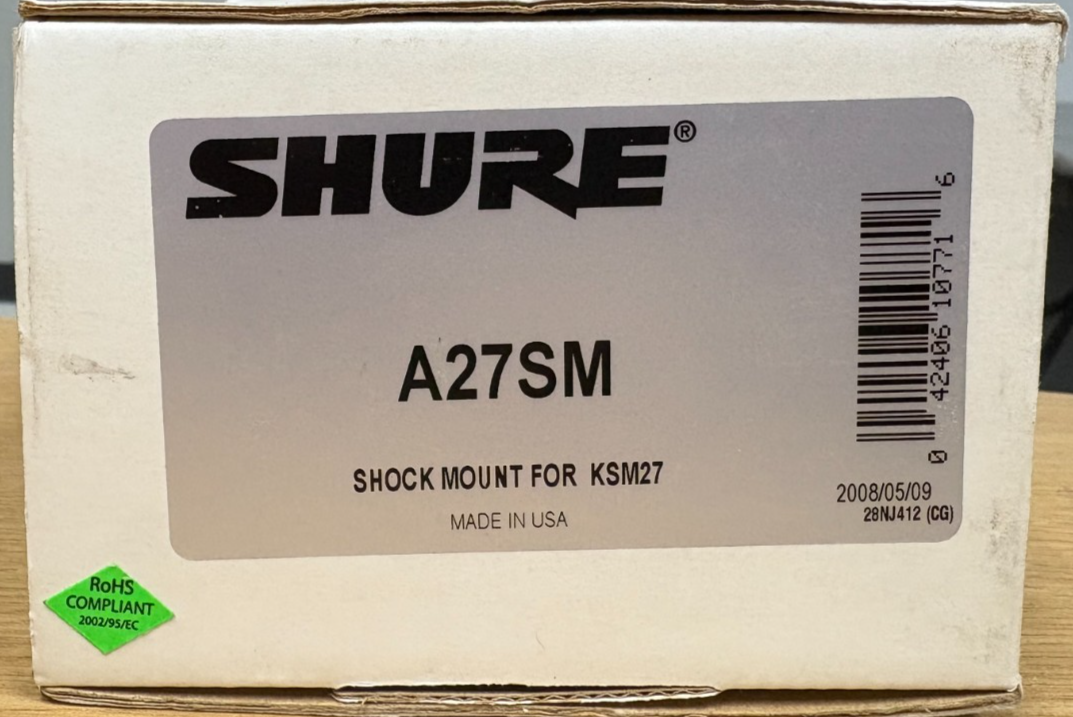 SHURE®
A27SM
SHOCK MOUNT FOR KSM27
MADE IN USA
0 42406 10771 6
2008/05/09
28NJ412 (CG)
RoHS
COMPLIANT
2002/95/EC